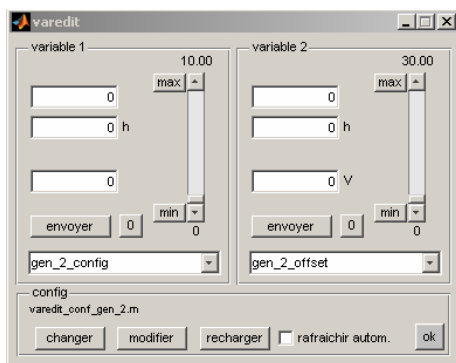 varedit
variable 1
10.00
max
0
0 h
0
min
envoyer 0
0
gen_2_config
variable 2
30.00
max
0
0 h
0 V
min
envoyer 0
0
gen_2_offset
config
varedit_conf_gen_2.m
changer modifier recharger rafraichir autom. ok